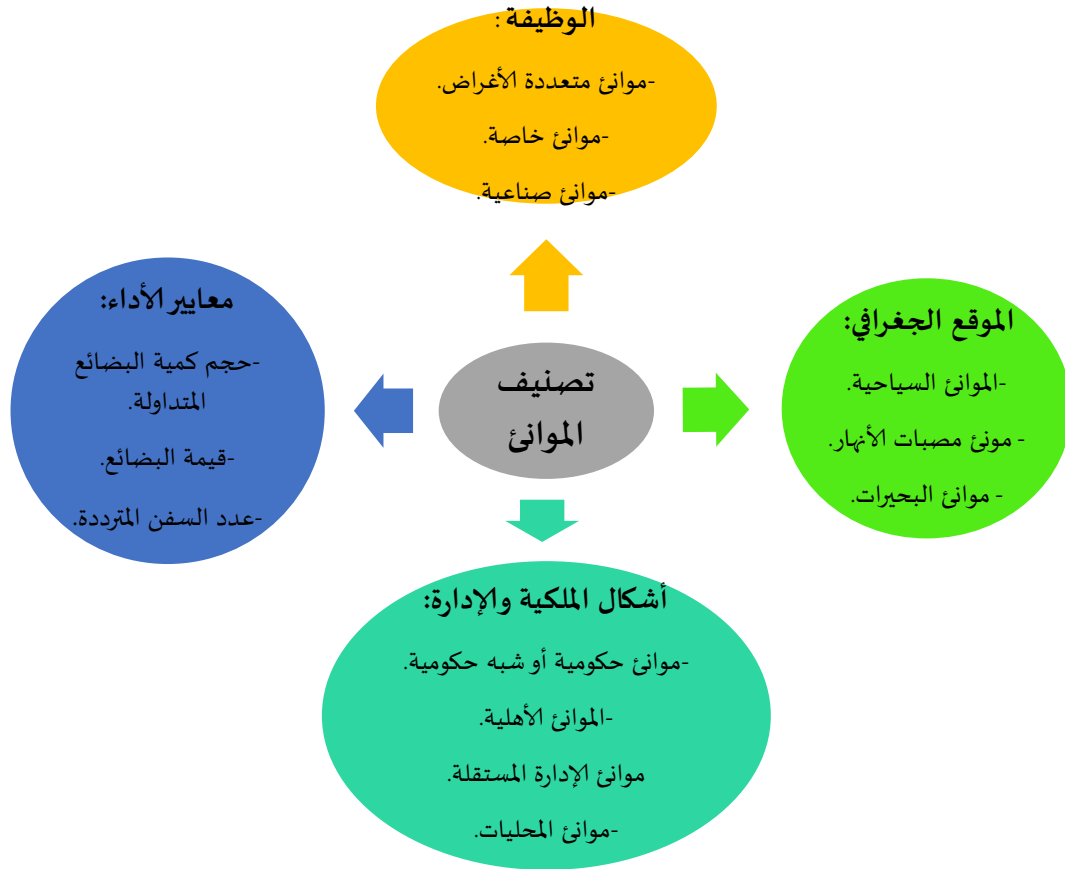 الوظيفة:
-موانئ متعددة الأغراض.
-موانئ خاصة.
-موانئ صناعية.
الموقع الجغرافي:
-الموانئ السياحية.
- مونئ مصبات الأنهار.
- موانئ البحيرات.
تصنيف
الموانئ
معايير الأداء:
-حجم كمية البضائع
المتداولة.
-قيمة البضائع.
-عدد السفن المترددة.
أشكال الملكية والإدارة:
-موانئ حكومية أو شبه حكومية.
-الموانئ الأهلية.
موانئ الإدارة المستقلة.
-موانئ المحليات.